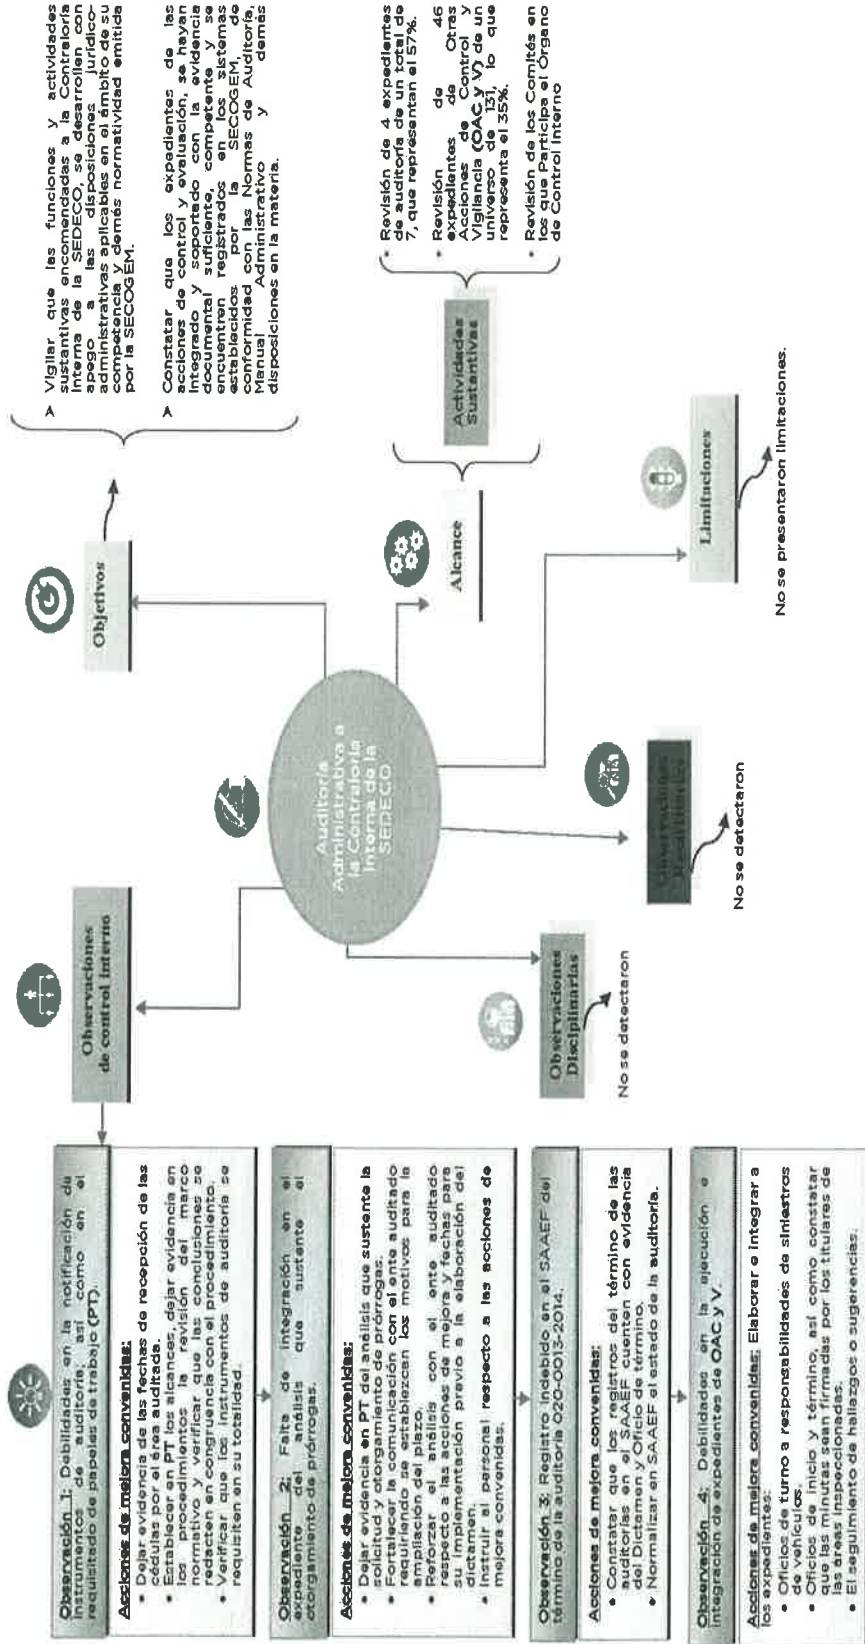 Observación 1: Debilidades en la notificación de
instrumentos de auditoría; así como en el
requisitado de papeles de trabajo (PT).
Acciones de mejora convenidas:
• Dejar evidencia de las fechas de recepción de las
cédulas por el área auditada.
• Establecer en PT los alcances, dejar evidencia en
los procedimientos la revisión del marco
normativo y verificar que las conclusiones se
redacten en congruencia con el procedimiento.
• Verificar que los instrumentos de auditoría se
requisiten en su totalidad.
Observación 2: Falta de integración en el
expediente del análisis que sustente el
otorgamiento de prórrogas.
Acciones de mejora convenidas:
• Dejar evidencia en PT del análisis que sustente la
solicitud y otorgamiento de prórrogas.
• Fortalecer la comunicación con el ente auditado
requiriendo se establezcan los motivos para la
ampliación del plazo.
• Reforzar el análisis con el ente auditado
respecto a las acciones de mejora y fechas para
su implementación previo a la elaboración del
dictamen.
• Instruir al personal respecto a las acciones de
mejora convenidas.
Observación 3: Registro indebido en el SAAEF del
término de la auditoría 020-0013-2014.
Acciones de mejora convenidas:
• Constatar que los registros del término de las
auditorías en el SAAEF cuenten con evidencia
del Dictamen y Oficio de término.
• Normalizar en SAAEF el estado de la auditoría.
Observación 4: Debilidades en la ejecución e
integración de expedientes de OAC y V.
Acciones de mejora convenidas: Elaborar e integrar a
los expedientes:
• Oficios de turno a responsabilidades de siniestros
de vehículos.
• Oficios de inicio y término, así como constatar
que las minutas sean firmadas por los titulares de
las áreas inspeccionadas.
• El seguimiento de hallazgos o sugerencias.
Observaciones
de control interno
Auditoría
Administrativa a
la Contraloría
Interna de la
SEDECO
Observaciones
Disciplinarias
No se detectaron
Observaciones
No se detectaron
Objetivos
➢ Vigilar que las funciones y actividades
sustantivas encomendadas a la Contraloría
Interna de la SEDECO, se desarrollen con
apego a las disposiciones jurídico-
administrativas aplicables en el ámbito de su
competencia y demás normatividad emitida
por la SECOGEM.
➢ Constatar que los expedientes de las
acciones de control y evaluación, se hayan
integrado y soportado con la evidencia
documental suficiente, competente y se
encuentren registrados en los sistemas
establecidos por la SECOGEM, de
conformidad con las Normas de Auditoría,
Manual Administrativo y demás
disposiciones en la materia.
Alcance
Actividades
Sustantivas
• Revisión de 4 expedientes
de auditoría de un total de
7, que representan el 57%.
• Revisión de 46
expedientes de Otras
Acciones de Control y
Vigilancia (OAC y V) de un
universo de 131, lo que
representa el 35%.
• Revisión de los Comités en
los que Participa el Órgano
de Control Interno
Limitaciones
No se presentaron limitaciones.